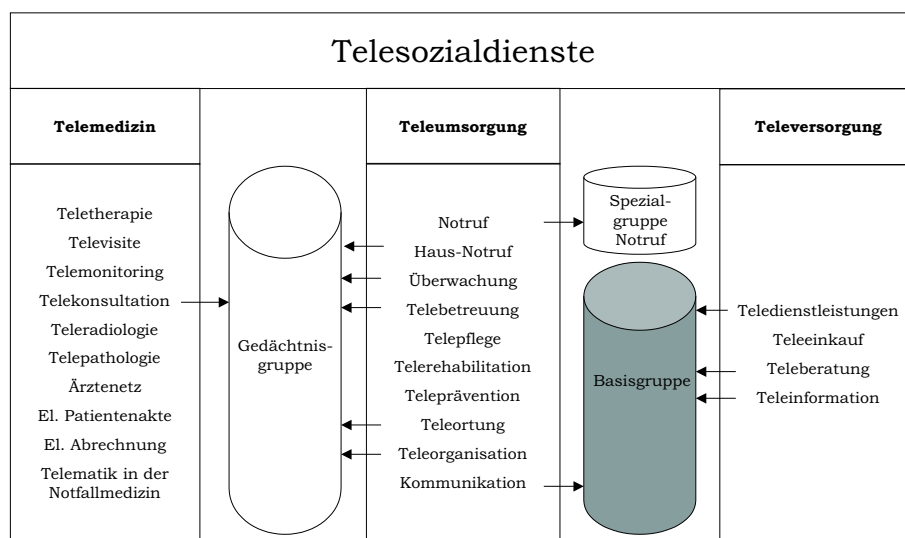 Telesozialdienste
Telemedizin
Teleumsorgung
Televersorgung
Teletherapie
Televisite
Telemonitoring
Telekonsultation
Teleradiologie
Telepathologie
Ärztenetz
El. Patientenakte
El. Abrechnung
Telematik in der
Notfallmedizin
Gedächtnis-
gruppe
Notruf
Haus-Notruf
Überwachung
Telebetreuung
Telepflege
Telerehabilitation
Teleprävention
Teleortung
Teleorganisation
Kommunikation
Spezial-
gruppe
Notruf
Basisgruppe
Teledienstleistungen
Teleeinkauf
Teleberatung
Teleinformation